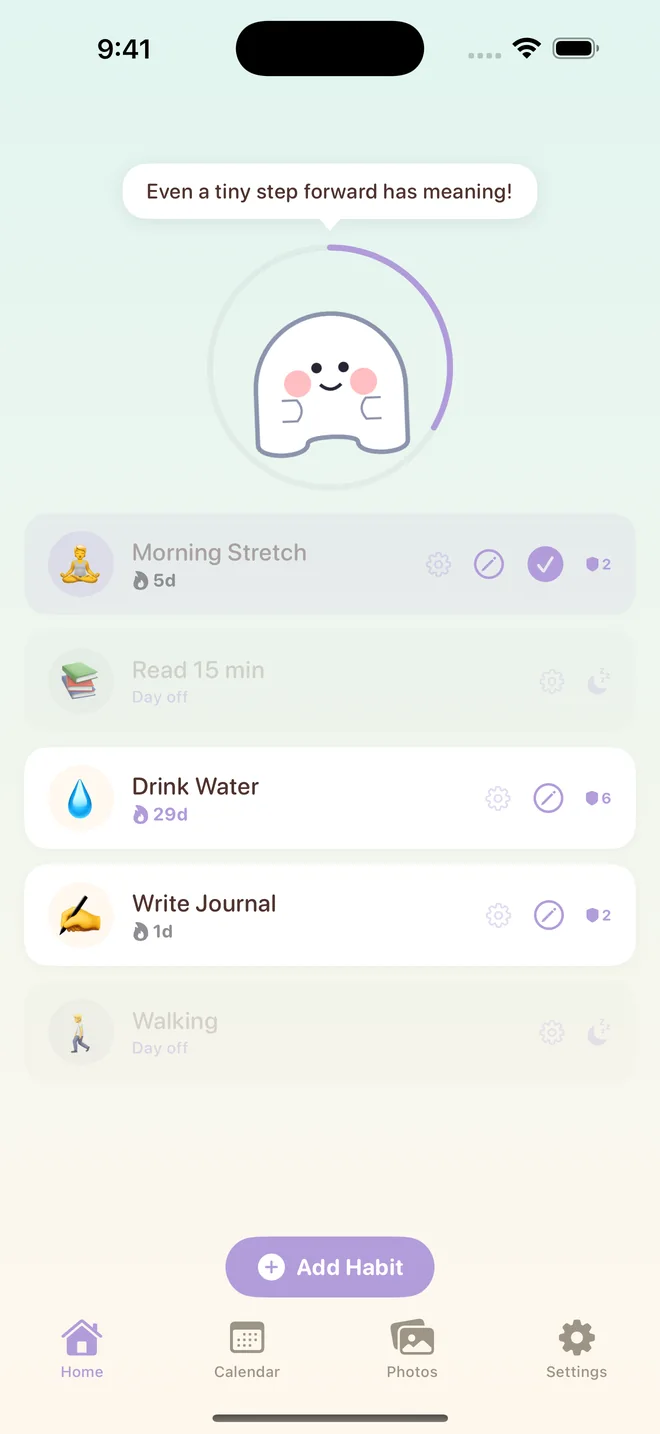 9:41
Even a tiny step forward has meaning!
Morning Stretch
5d
2
Read 15 min
Day off
Drink Water
29d
6
Write Journal
1d
2
Walking
Day off
Add Habit
Home
Calendar
Photos
Settings